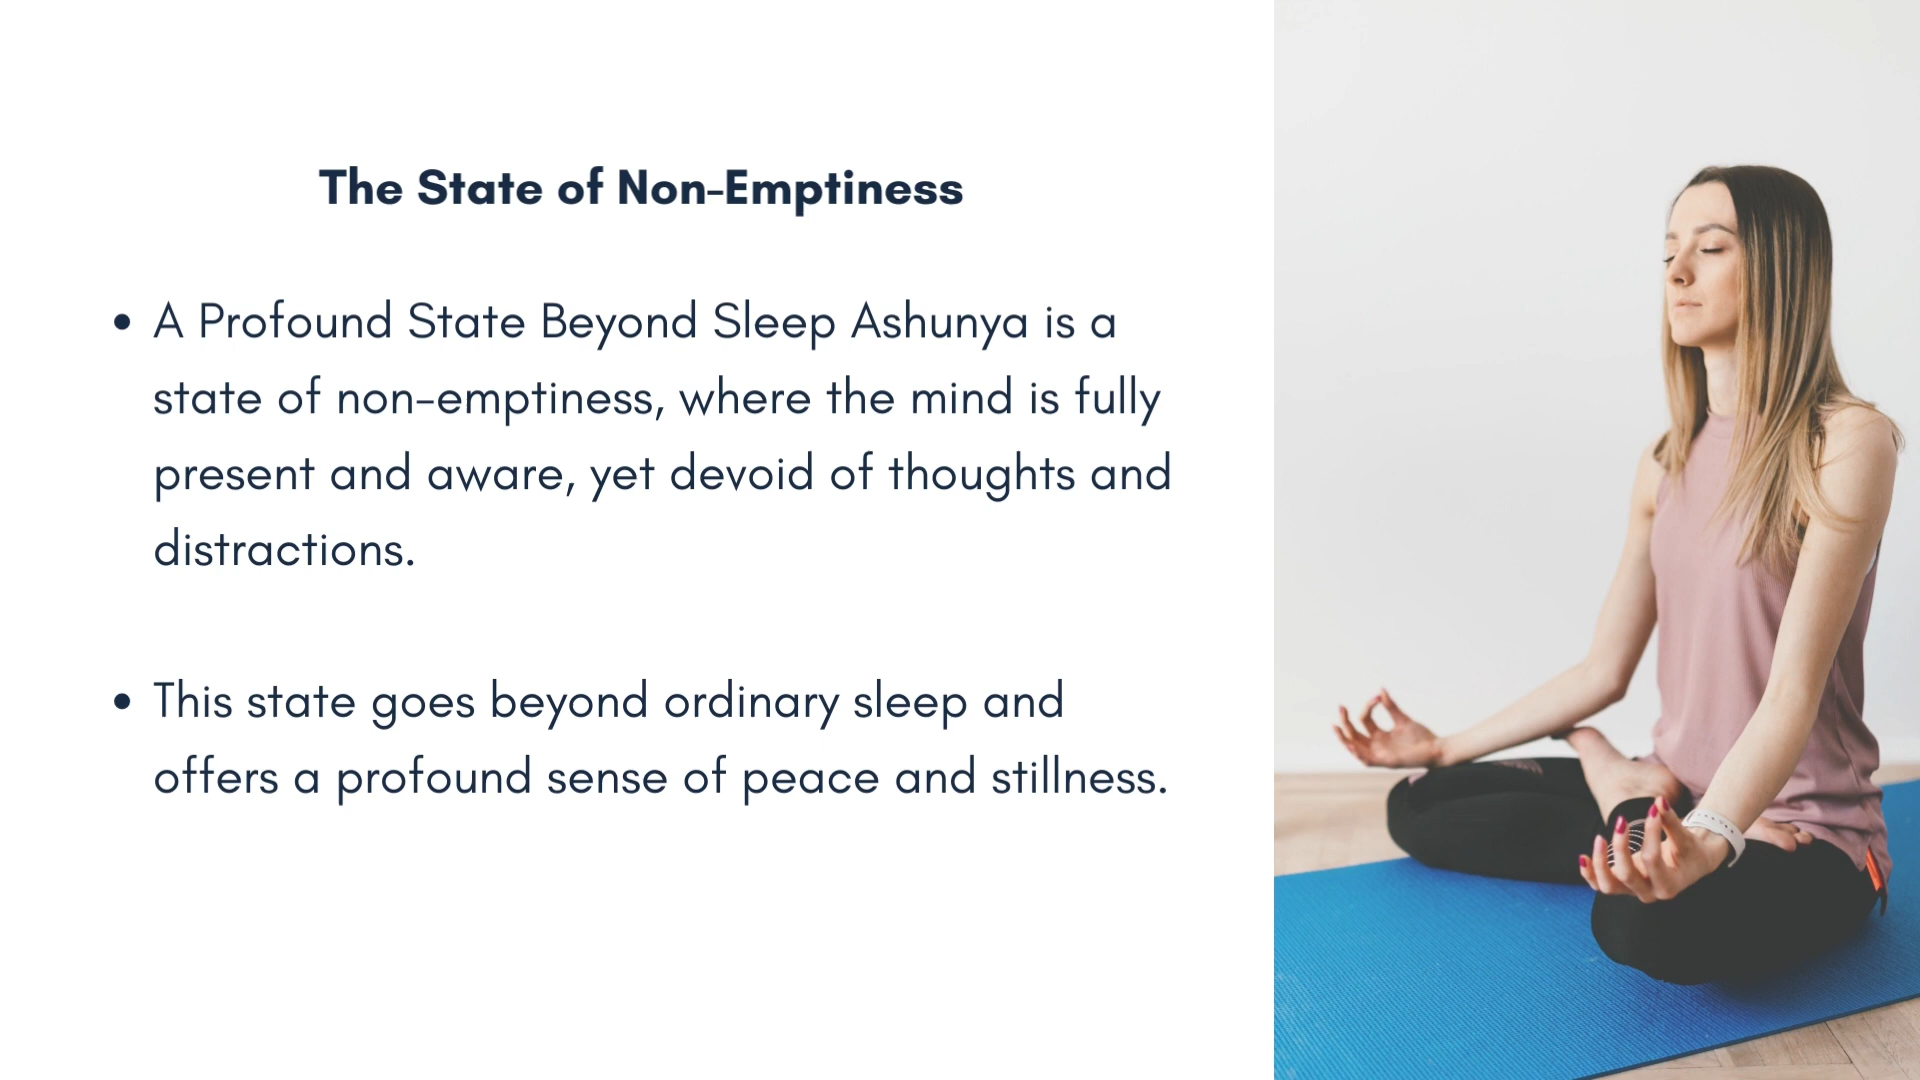 The State of Non-Emptiness
• A Profound State Beyond Sleep Ashunya is a
state of non-emptiness, where the mind is fully
present and aware, yet devoid of thoughts and
distractions.
• This state goes beyond ordinary sleep and
offers a profound sense of peace and stillness.